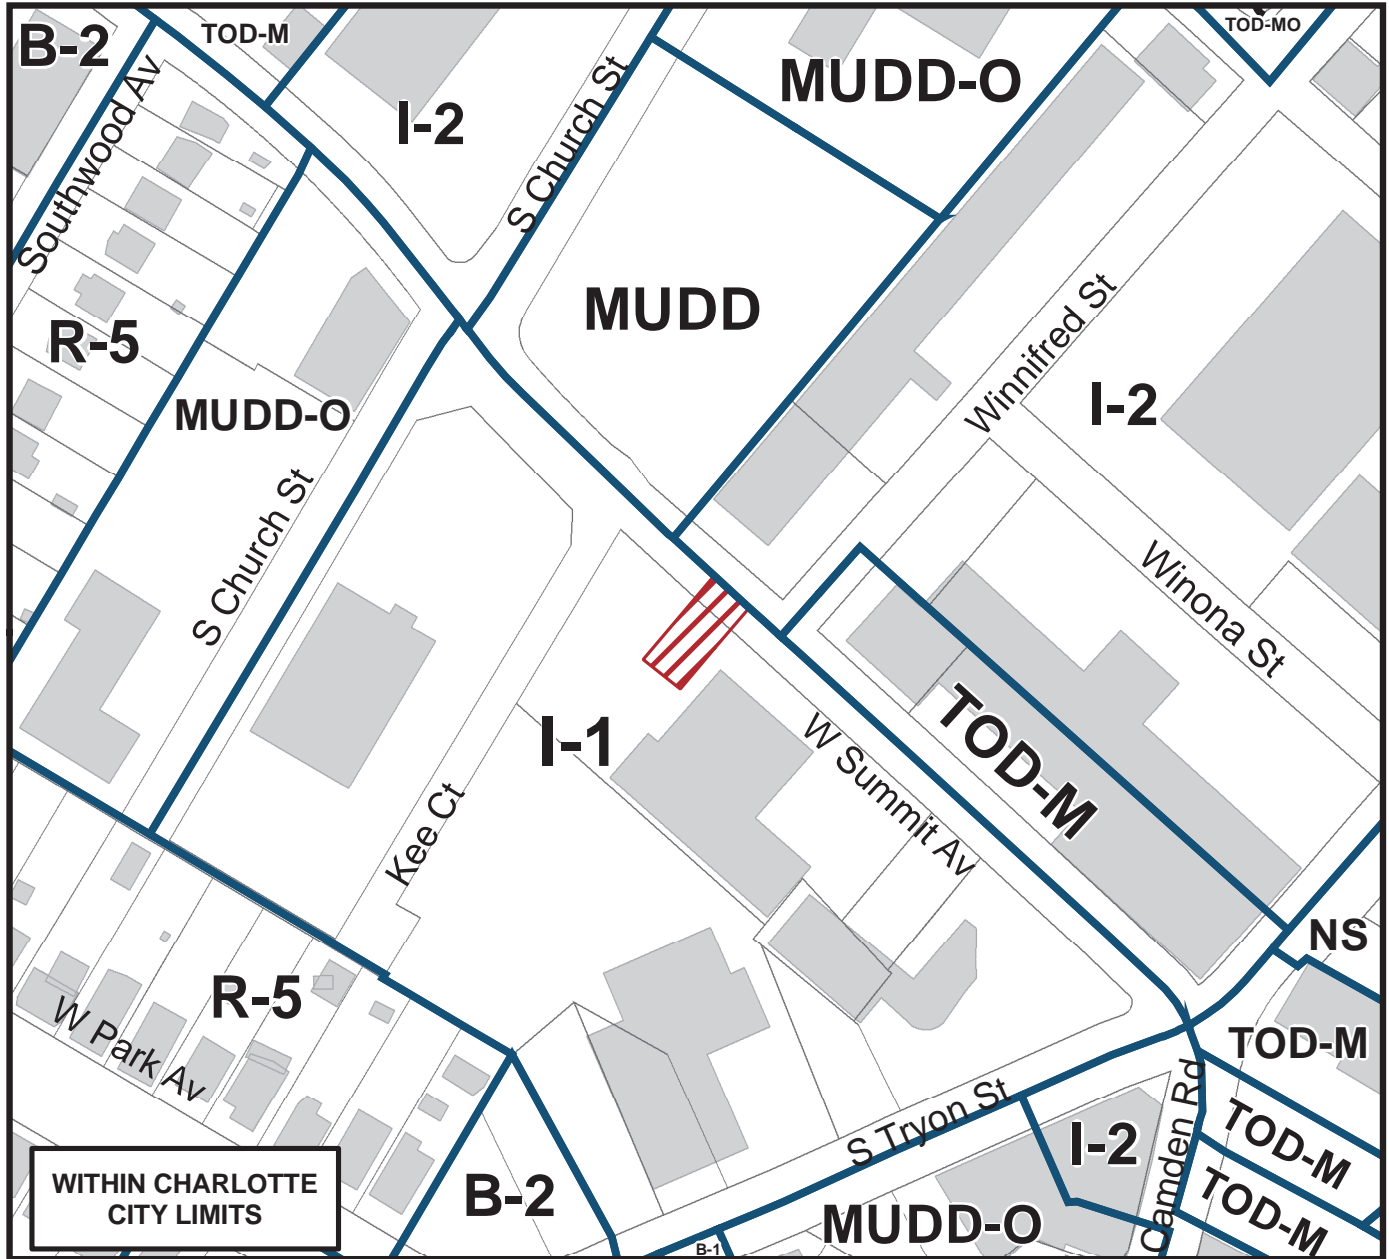 B-2
TOD-M
TOD-MO
MUDD-O
I-2
S Church St
Southwood Av
MUDD
R-5
MUDD-O
Winnifred St
I-2
S Church St
Winona St
I-1
TOD-M
W Summit Av
Kee Ct
NS
R-5
W Park Av
TOD-M
S Tryon St
I-2
Camden Rd
TOD-M
TOD-M
B-2
MUDD-O
B-1
WITHIN CHARLOTTE
CITY LIMITS